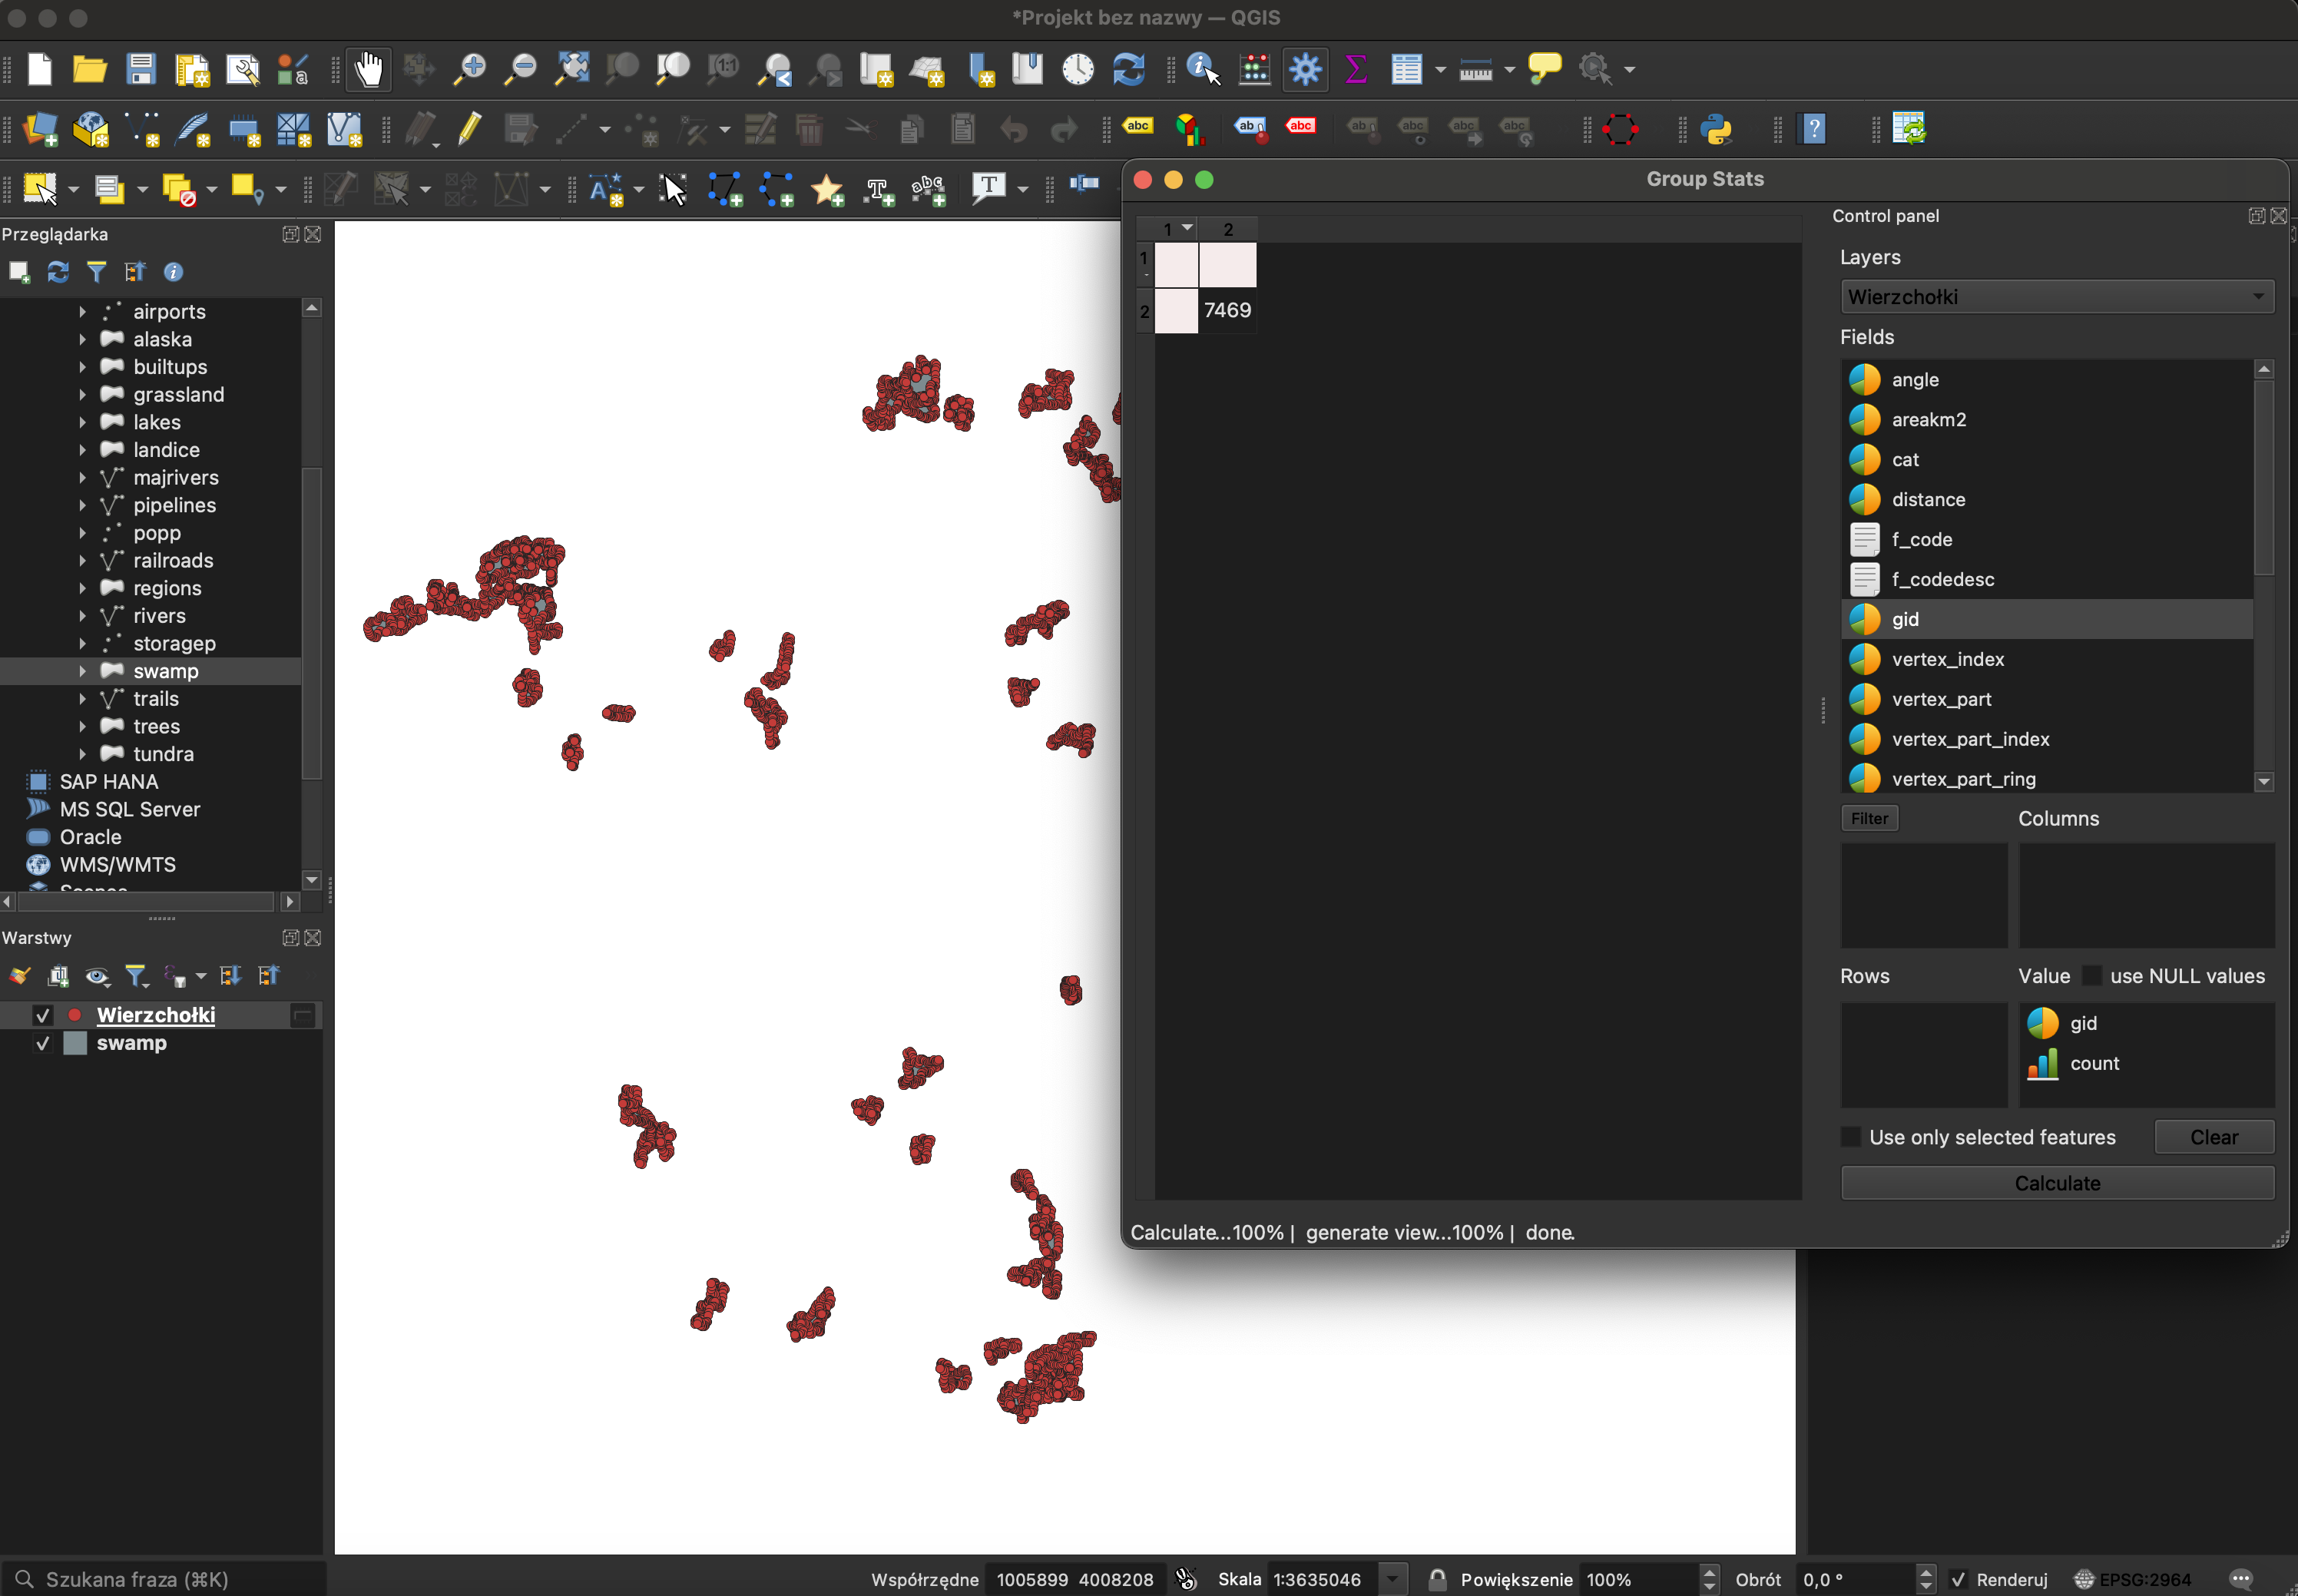 *Projekt bez nazwy — QGIS
Group Stats
Przeglądarka
airports
alaska
builtups
grassland
lakes
landice
majrivers
pipelines
popp
railroads
regions
rivers
storagep
swamp
trails
trees
tundra
SAP HANA
MS SQL Server
Oracle
WMS/WMTS
Warstwy
Wierzchołki
swamp
1 2
1
2 7469
Control panel
Layers
Wierzchołki
Fields
angle
areakm2
cat
distance
f_code
f_codedesc
gid
vertex_index
vertex_part
vertex_part_index
vertex_part_ring
Filter
Columns
Rows
Value use NULL values
gid
count
Use only selected features
Clear
Calculate
Calculate...100% | generate view...100% | done.
Szukana fraza (⌘K)
Współrzędne 1005899 4008208 Skala 1:3635046 Powiększenie 100% Obrót 0,0 ° Renderuj EPSG:2964